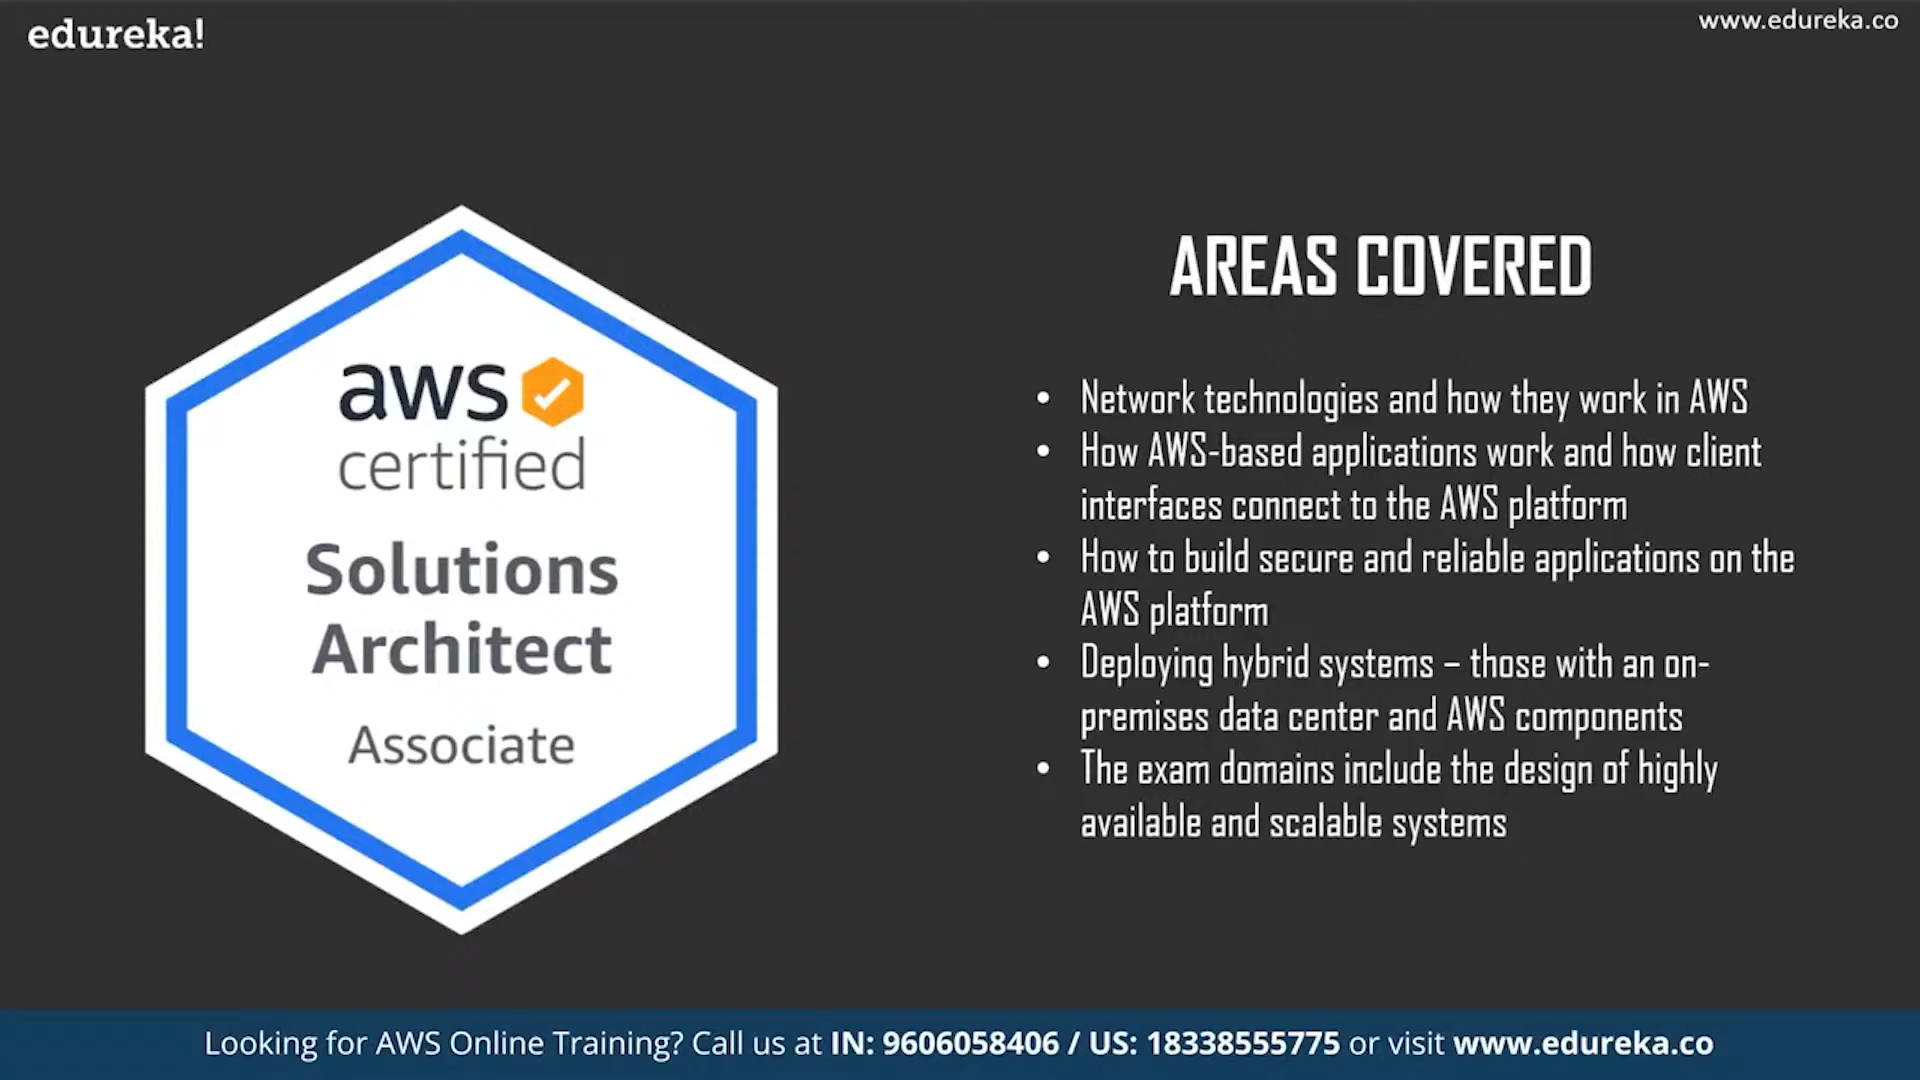 edureka!
www.edureka.co
aws
certified
Solutions
Architect
Associate
AREAS COVERED
• Network technologies and how they work in AWS
• How AWS-based applications work and how client
interfaces connect to the AWS platform
• How to build secure and reliable applications on the
AWS platform
• Deploying hybrid systems – those with an on-
premises data center and AWS components
• The exam domains include the design of highly
available and scalable systems
Looking for AWS Online Training? Call us at IN: 9606058406 / US: 18338555775 or visit www.edureka.co